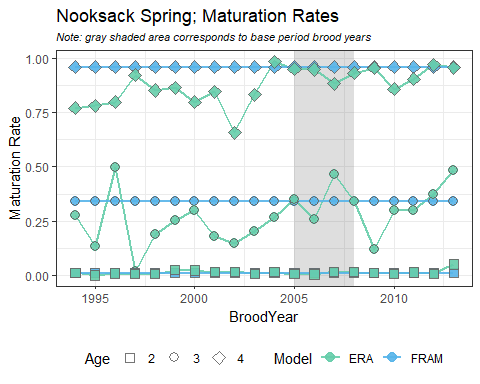 Nooksack Spring; Maturation Rates
Note: gray shaded area corresponds to base period brood years
1.00
0.75
0.50
0.25
0.00
Maturation Rate
1995 2000 2005 2010
BroodYear
Age 2 3 4 Model ERA FRAM